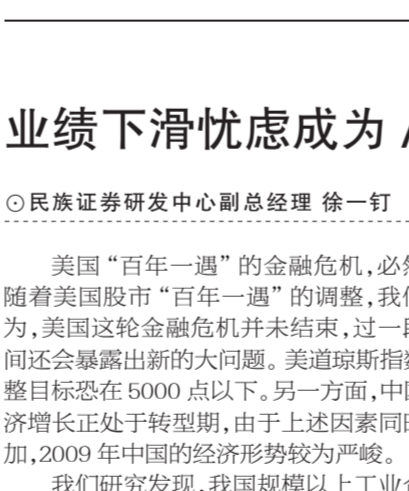 业绩下滑忧虑成为
⊙民族证券研发中心副总经理 徐一钉
美国“百年一遇”的金融危机,必
随着美国股市“百年一遇”的调整,我
为,美国这轮金融危机并未结束,过一
间还会暴露出新的大问题。美道琼斯指
整目标恐在5000点以下。另一方面,中
济增长正处于转型期,由于上述因素同
加,2009年中国的经济形势较为严峻。
我们研究发现,我国规模以上工业